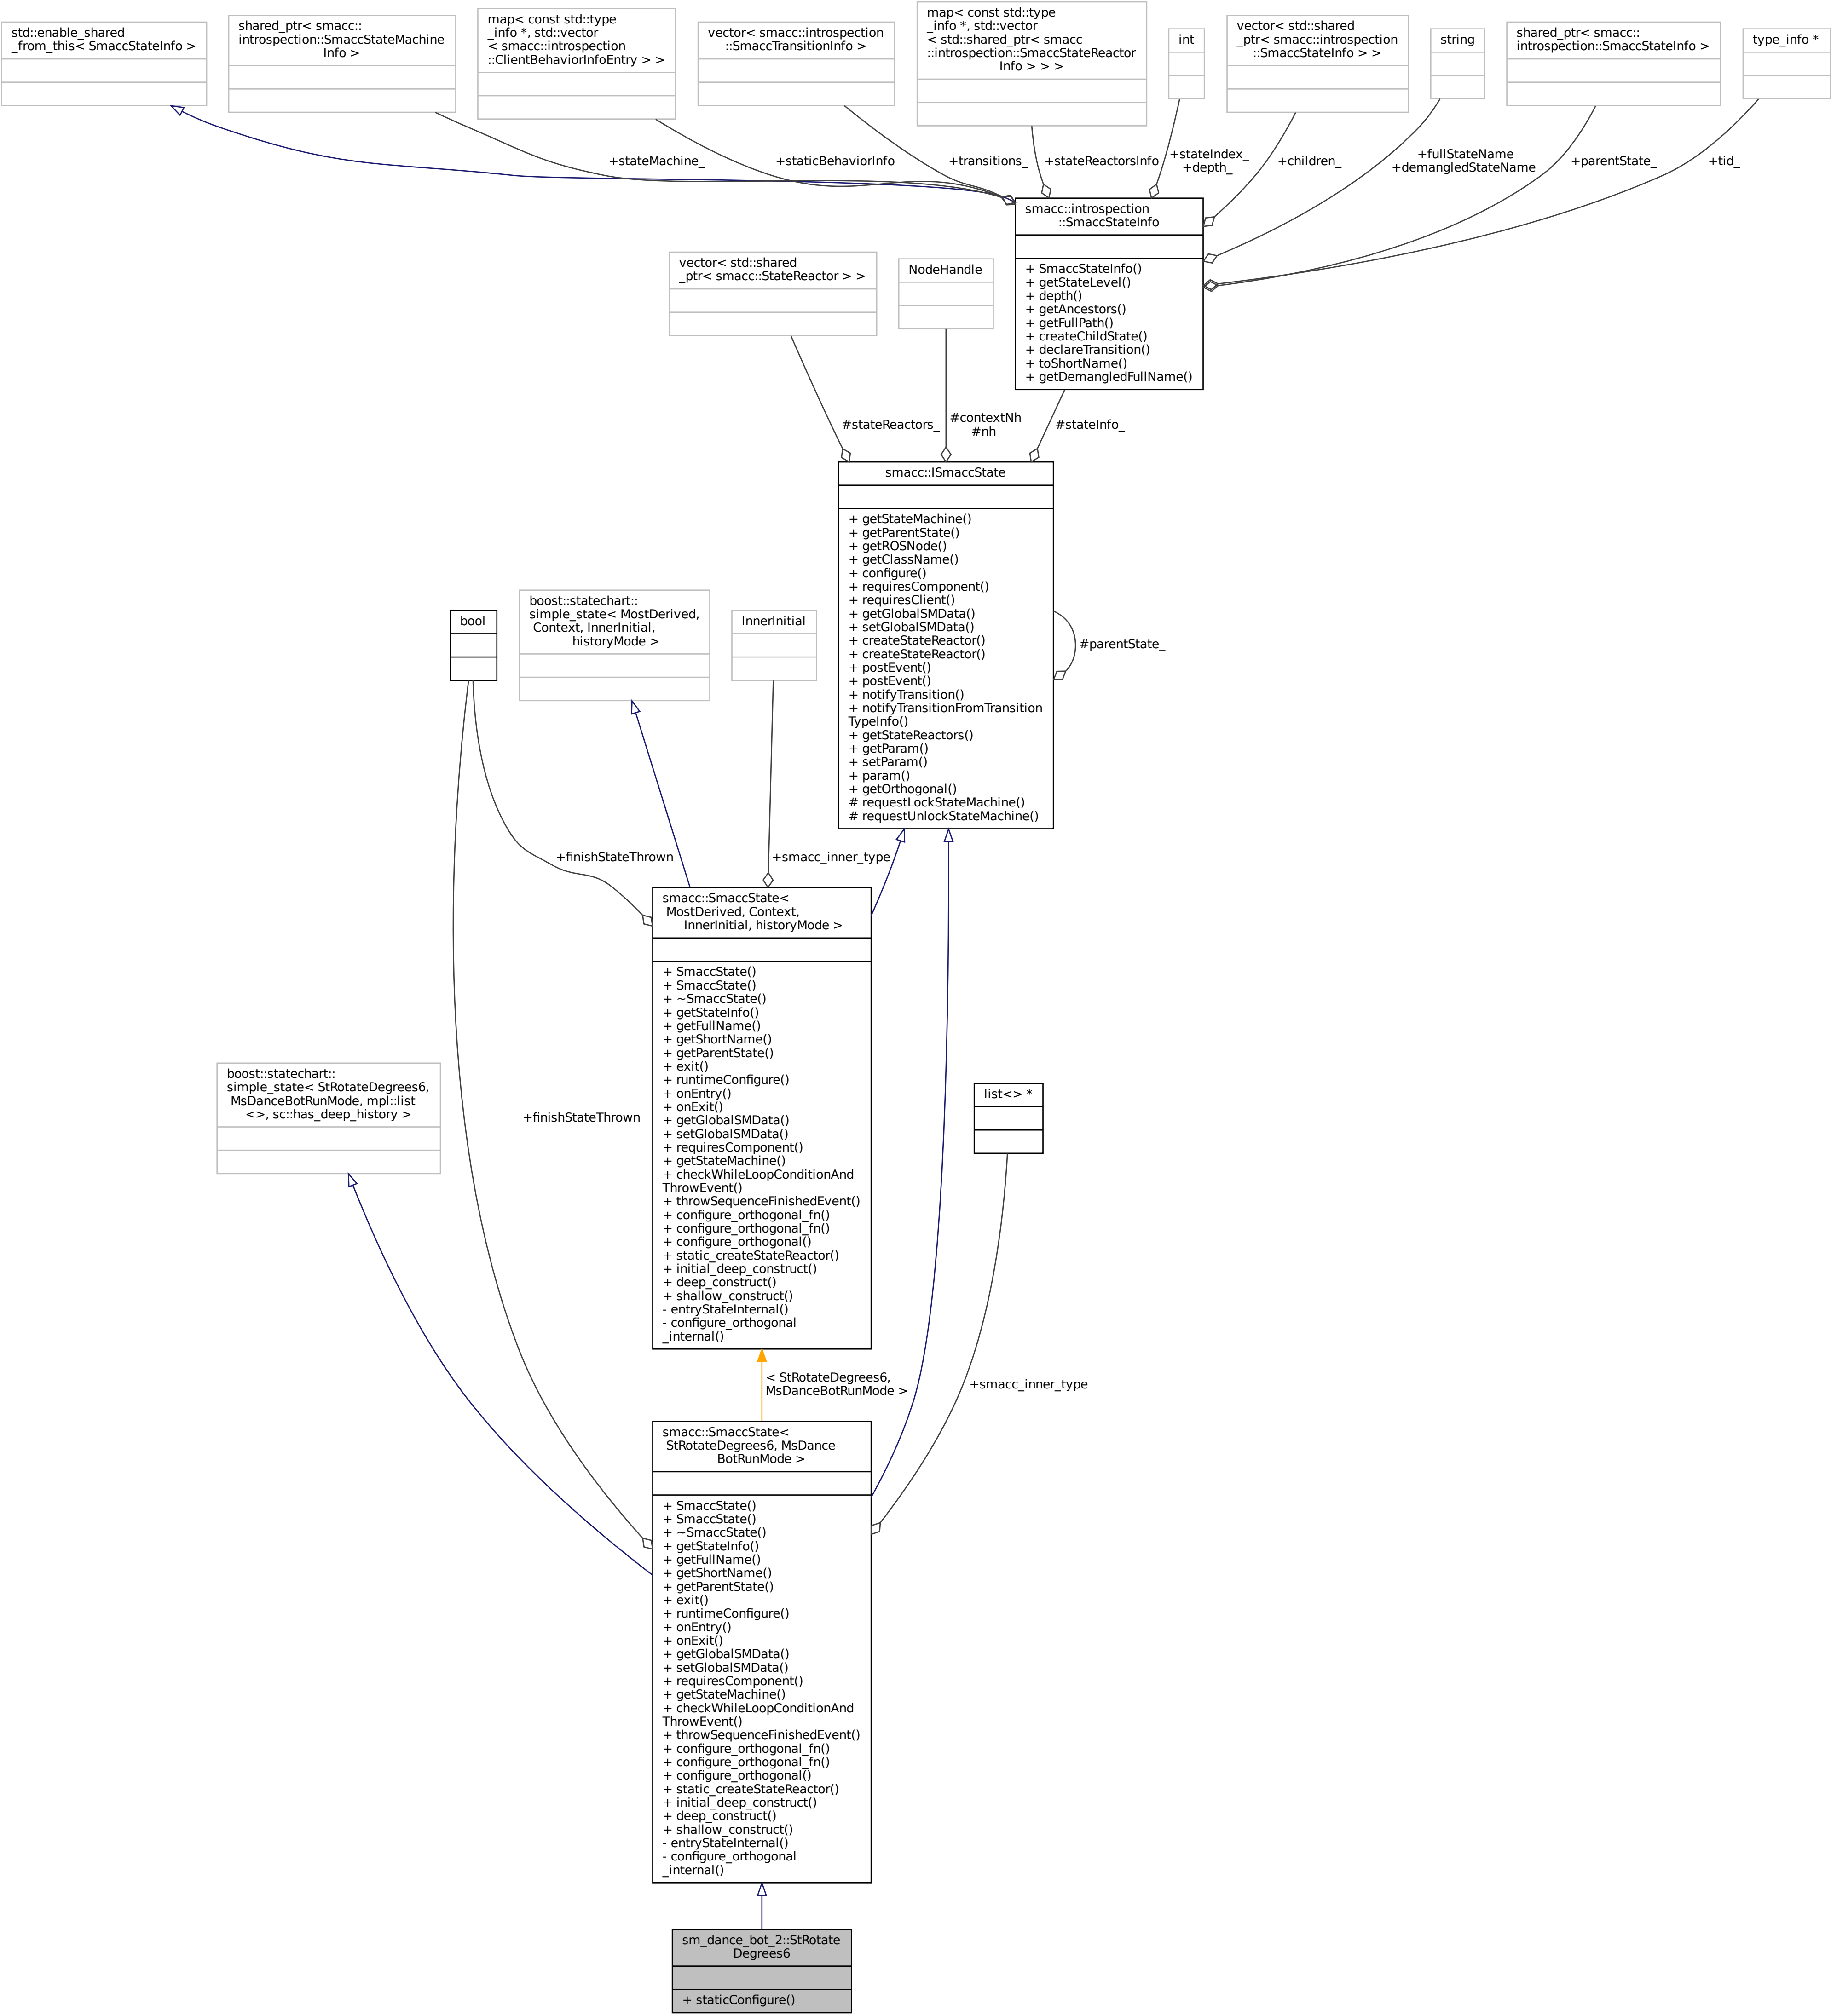 std::enable_shared
_from_this< SmaccStateInfo >
shared_ptr< smacc::
introspection::SmaccStateMachine
Info >
map< const std::type
_info *, std::vector
< smacc::introspection
::ClientBehaviorInfoEntry > >
vector< smacc::introspection
::SmaccTransitionInfo >
map< const std::type
_info *, std::vector
< std::shared_ptr< smacc
::introspection::SmaccStateReactor
Info > > >
int
vector< std::shared
_ptr< smacc::introspection
::SmaccStateInfo > >
string
shared_ptr< smacc::
introspection::SmaccStateInfo >
type_info *
+stateMachine_
+staticBehaviorInfo
+transitions_
+stateReactorsInfo
+stateIndex_
+depth_
+children_
+fullStateName
+demangledStateName
+parentState_
+tid_
smacc::introspection
::SmaccStateInfo
+ SmaccStateInfo()
+ getStateLevel()
+ depth()
+ getAncestors()
+ getFullPath()
+ createChildState()
+ declareTransition()
+ toShortName()
+ getDemangledFullName()
vector< std::shared
_ptr< smacc::StateReactor > >
NodeHandle
#stateReactors_
#contextNh
#nh
#stateInfo_
smacc::ISmaccState
+ getStateMachine()
+ getParentState()
+ getROSNode()
+ getClassName()
+ configure()
+ requiresComponent()
+ requiresClient()
+ getGlobalSMData()
+ setGlobalSMData()
+ createStateReactor()
+ createStateReactor()
+ postEvent()
+ postEvent()
+ notifyTransition()
+ notifyTransitionFromTransition
TypeInfo()
+ getStateReactors()
+ getParam()
+ setParam()
+ param()
+ getOrthogonal()
# requestLockStateMachine()
# requestUnlockStateMachine()
#parentState_
bool
boost::statechart::
simple_state< MostDerived,
Context, InnerInitial,
historyMode >
InnerInitial
+finishStateThrown
+smacc_inner_type
smacc::SmaccState<
MostDerived, Context,
InnerInitial, historyMode >
+ SmaccState()
+ SmaccState()
+ ~SmaccState()
+ getStateInfo()
+ getFullName()
+ getShortName()
+ getParentState()
+ exit()
+ runtimeConfigure()
+ onEntry()
+ onExit()
+ getGlobalSMData()
+ setGlobalSMData()
+ requiresComponent()
+ getStateMachine()
+ checkWhileLoopConditionAnd
ThrowEvent()
+ throwSequenceFinishedEvent()
+ configure_orthogonal_fn()
+ configure_orthogonal_fn()
+ configure_orthogonal()
+ static_createStateReactor()
+ initial_deep_construct()
+ deep_construct()
+ shallow_construct()
- entryStateInternal()
- configure_orthogonal
_internal()
boost::statechart::
simple_state< StRotateDegrees6,
MsDanceBotRunMode, mpl::list
<>, sc::has_deep_history >
+finishStateThrown
list<> *
< StRotateDegrees6,
MsDanceBotRunMode >
+smacc_inner_type
smacc::SmaccState<
StRotateDegrees6, MsDance
BotRunMode >
+ SmaccState()
+ SmaccState()
+ ~SmaccState()
+ getStateInfo()
+ getFullName()
+ getShortName()
+ getParentState()
+ exit()
+ runtimeConfigure()
+ onEntry()
+ onExit()
+ getGlobalSMData()
+ setGlobalSMData()
+ requiresComponent()
+ getStateMachine()
+ checkWhileLoopConditionAnd
ThrowEvent()
+ throwSequenceFinishedEvent()
+ configure_orthogonal_fn()
+ configure_orthogonal_fn()
+ configure_orthogonal()
+ static_createStateReactor()
+ initial_deep_construct()
+ deep_construct()
+ shallow_construct()
- entryStateInternal()
- configure_orthogonal
_internal()
sm_dance_bot_2::StRotate
Degrees6
+ staticConfigure()